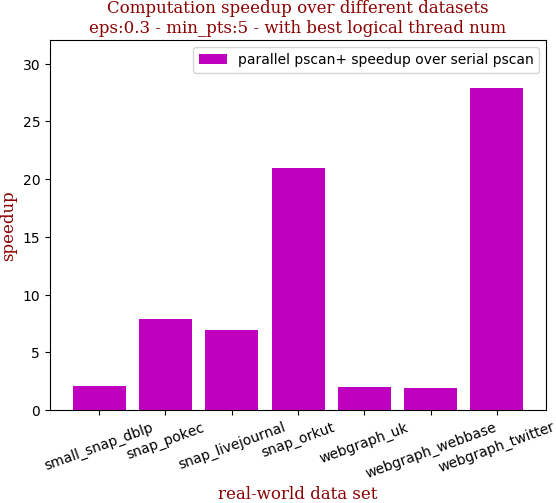 Computation speedup over different datasets
eps:0.3 - min_pts:5 - with best logical thread num
parallel pscan+ speedup over serial pscan
speedup
30
25
20
15
10
5
0
small_snap_dblp
snap_pokec
snap_livejournal
snap_orkut
webgraph_uk
webgraph_webbase
webgraph_twitter
real-world data set